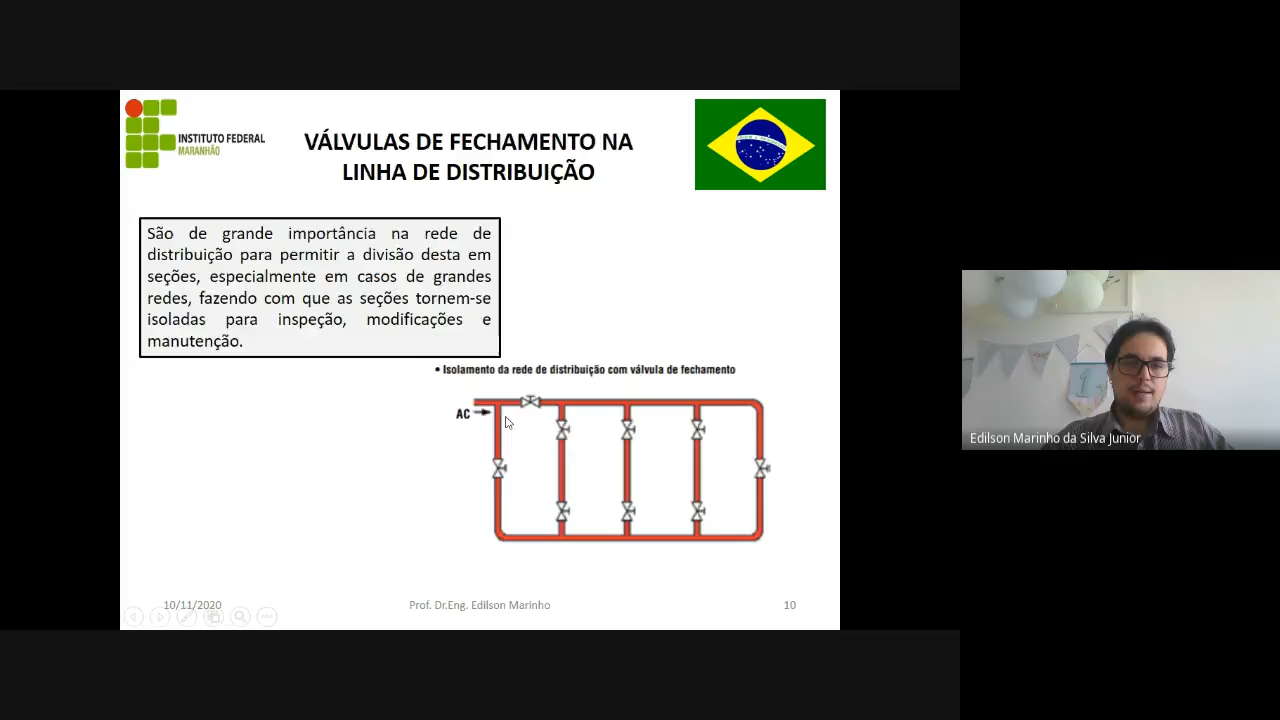 INSTITUTO FEDERAL
MARANHÃO
VÁLVULAS DE FECHAMENTO NA
LINHA DE DISTRIBUIÇÃO
São de grande importância na rede de
distribuição para permitir a divisão desta em
seções, especialmente em casos de grandes
redes, fazendo com que as seções tornem-se
isoladas para inspeção, modificações e
manutenção.
• Isolamento da rede de distribuição com válvula de fechamento
AC
10/11/2020
Prof. Dr.Eng. Edilson Marinho
10
Edilson Marinho da Silva Junior